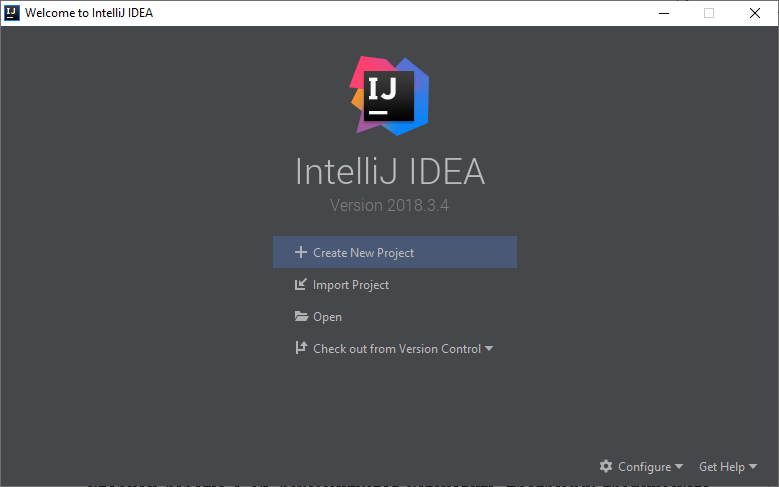 Welcome to IntelliJ IDEA
IJ
IntelliJ IDEA
Version 2018.3.4
Create New Project
Import Project
Open
Check out from Version Control
Configure
Get Help